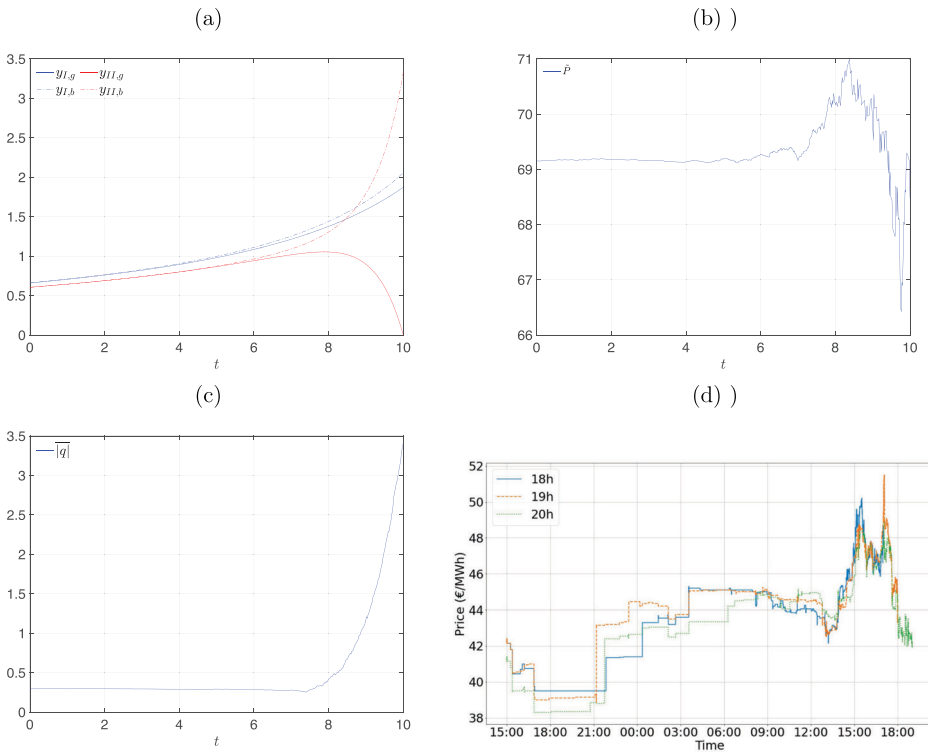 (a)
3.5
3
2.5
2
1.5
1
0.5
0
y_{I,g} y_{II,g}
y_{I,b} y_{II,b}
0 2 4 6 8 10
t
(b) )
71
70
69
68
67
66
P̃
0 2 4 6 8 10
t
(c)
3.5
3
2.5
2
1.5
1
0.5
0
|q|
0 2 4 6 8 10
t
(d) )
Price (€/MWh)
52
50
48
46
44
42
40
38
18h
19h
20h
15:00 18:00 21:00 00:00 03:00 06:00 09:00 12:00 15:00 18:00
Time